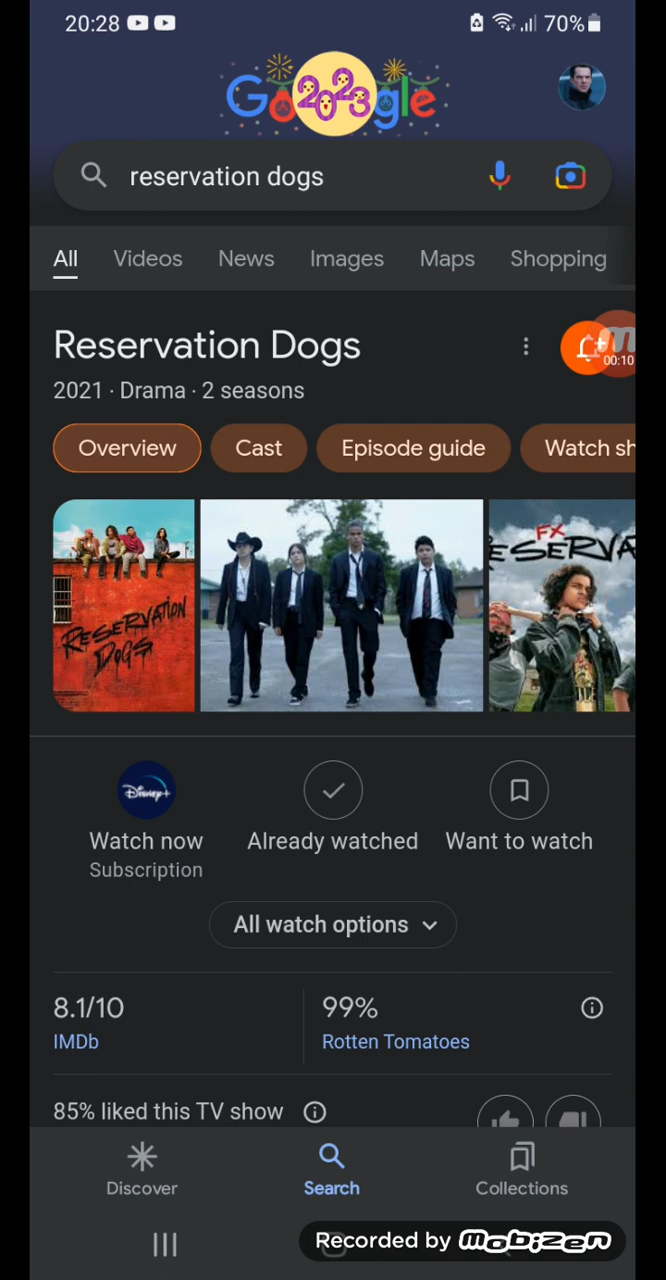 20:28
70%
Go2023gle
reservation dogs
All Videos News Images Maps Shopping
Reservation Dogs
00:10
2021 · Drama · 2 seasons
Overview Cast Episode guide Watch sh
RESERVATION
DOGS
FX
ESERVA
Disney+
Watch now Already watched Want to watch
Subscription
All watch options
8.1/10 99%
IMDb Rotten Tomatoes
85% liked this TV show
Discover Search Collections
Recorded by mobizen